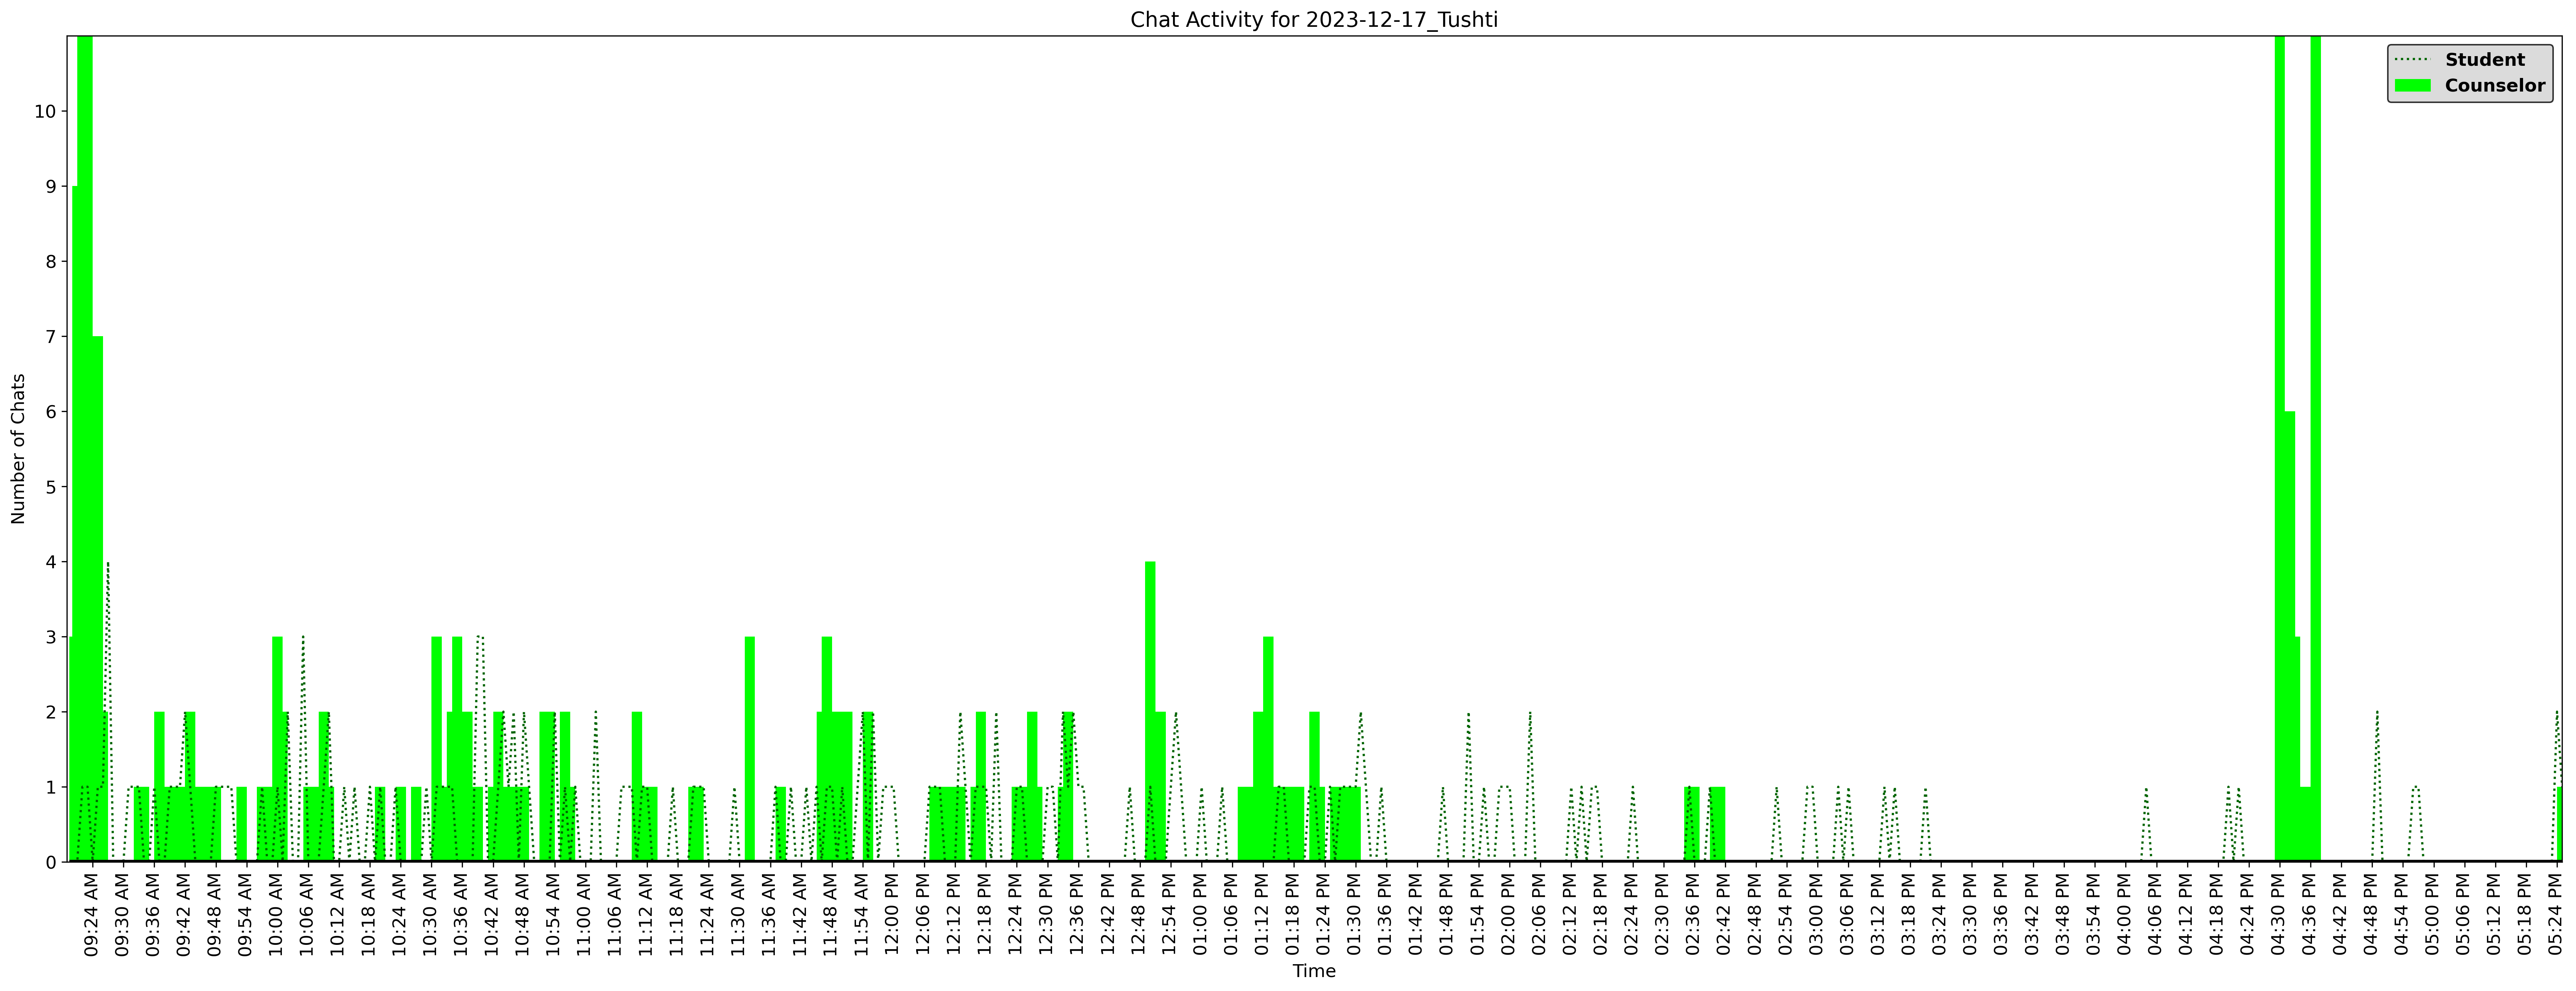 Chat Activity for 2023-12-17_Tushti
Student
Counselor
Number of Chats
10
9
8
7
6
5
4
3
2
1
0
09:24 AM
09:30 AM
09:36 AM
09:42 AM
09:48 AM
09:54 AM
10:00 AM
10:06 AM
10:12 AM
10:18 AM
10:24 AM
10:30 AM
10:36 AM
10:42 AM
10:48 AM
10:54 AM
11:00 AM
11:06 AM
11:12 AM
11:18 AM
11:24 AM
11:30 AM
11:36 AM
11:42 AM
11:48 AM
11:54 AM
12:00 PM
12:06 PM
12:12 PM
12:18 PM
12:24 PM
12:30 PM
12:36 PM
12:42 PM
12:48 PM
12:54 PM
01:00 PM
01:06 PM
01:12 PM
01:18 PM
01:24 PM
01:30 PM
01:36 PM
01:42 PM
01:48 PM
01:54 PM
02:00 PM
02:06 PM
02:12 PM
02:18 PM
02:24 PM
02:30 PM
02:36 PM
02:42 PM
02:48 PM
02:54 PM
03:00 PM
03:06 PM
03:12 PM
03:18 PM
03:24 PM
03:30 PM
03:36 PM
03:42 PM
03:48 PM
03:54 PM
04:00 PM
04:06 PM
04:12 PM
04:18 PM
04:24 PM
04:30 PM
04:36 PM
04:42 PM
04:48 PM
04:54 PM
05:00 PM
05:06 PM
05:12 PM
05:18 PM
05:24 PM
Time